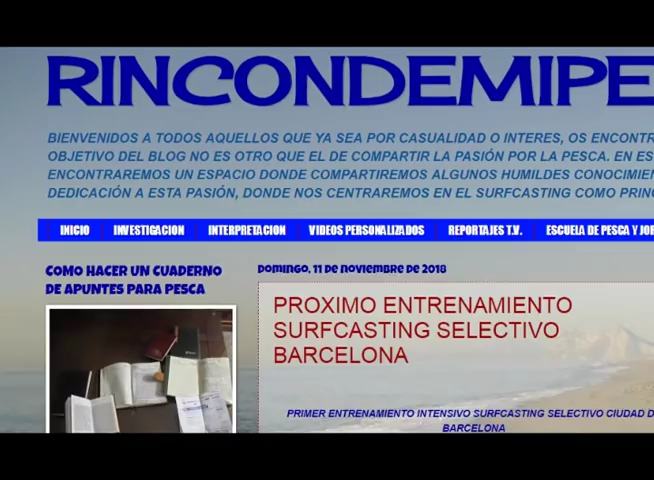 RINCONDEMIPE
BIENVENIDOS A TODOS AQUELLOS QUE YA SEA POR CASUALIDAD O INTERES, OS ENCONTR
OBJETIVO DEL BLOG NO ES OTRO QUE EL DE COMPARTIR LA PASIÓN POR LA PESCA. EN ES
ENCONTRAREMOS UN ESPACIO DONDE COMPARTIREMOS ALGUNOS HUMILDES CONOCIMIEN
DEDICACIÓN A ESTA PASIÓN, DONDE NOS CENTRAREMOS EN EL SURFCASTING COMO PRIN
INICIO INVESTIGACION INTERPRETACION VIDEOS PERSONALIZADOS REPORTAJES T.V. ESCUELA DE PESCA Y JOR
COMO HACER UN CUADERNO
DE APUNTES PARA PESCA
DOMINGO, 11 DE NOVIEMBRE DE 2018
PROXIMO ENTRENAMIENTO
SURFCASTING SELECTIVO
BARCELONA
PRIMER ENTRENAMIENTO INTENSIVO SURFCASTING SELECTIVO CIUDAD D
BARCELONA